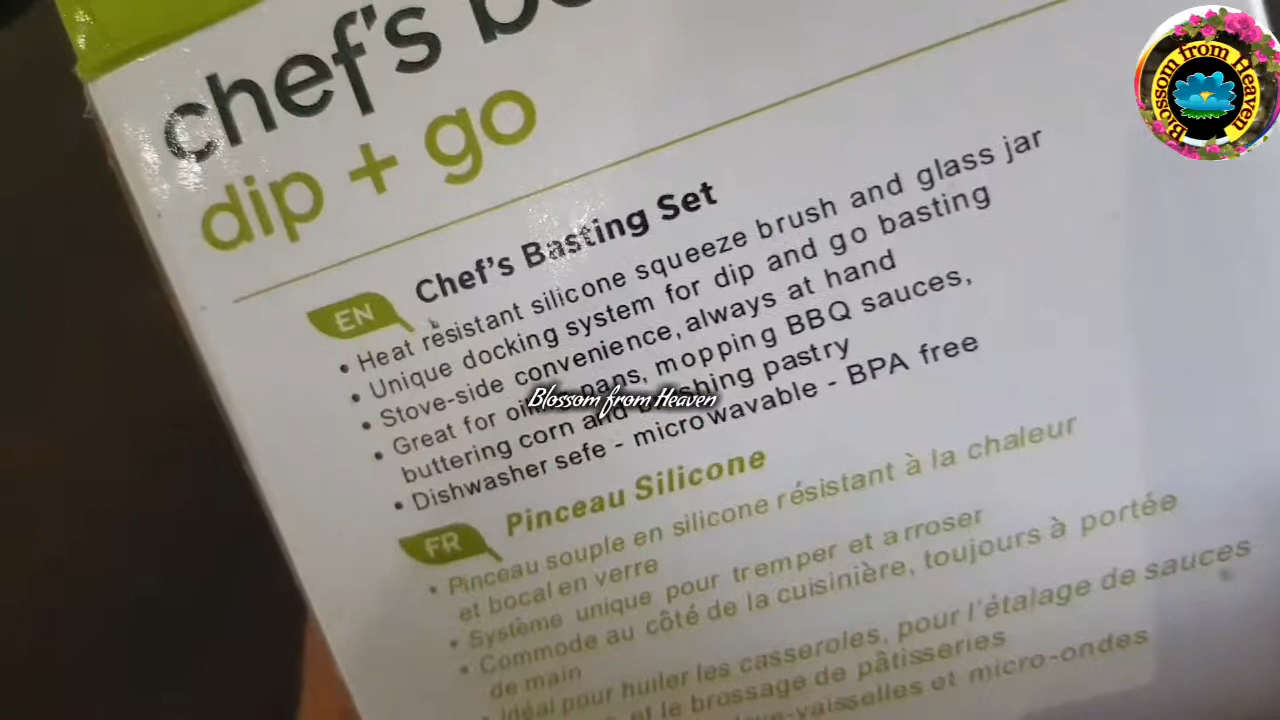 chef's
dip + go
Chef's Basting Set
EN
• Heat resistant silicone squeeze brush and glass jar
• Unique docking system for dip and go basting
• Stove-side convenience, always at hand
• Great for pans, mopping BBQ sauces,
buttering corn and pastry
• Dishwasher sefe - microwavable - BPA free
FR
Pinceau Silicone
• Pinceau souple en silicone résistant à la chaleur
et bocal en verre
• Système unique pour tremper et arroser
• Commode au côté de la cuisinière, toujours à portée
de main
• Idéal pour huiler les casseroles, pour l'étalage de sauces
et le brossage de pâtisseries
et micro-ondes
Blossom from Heaven
Blossom from Heaven